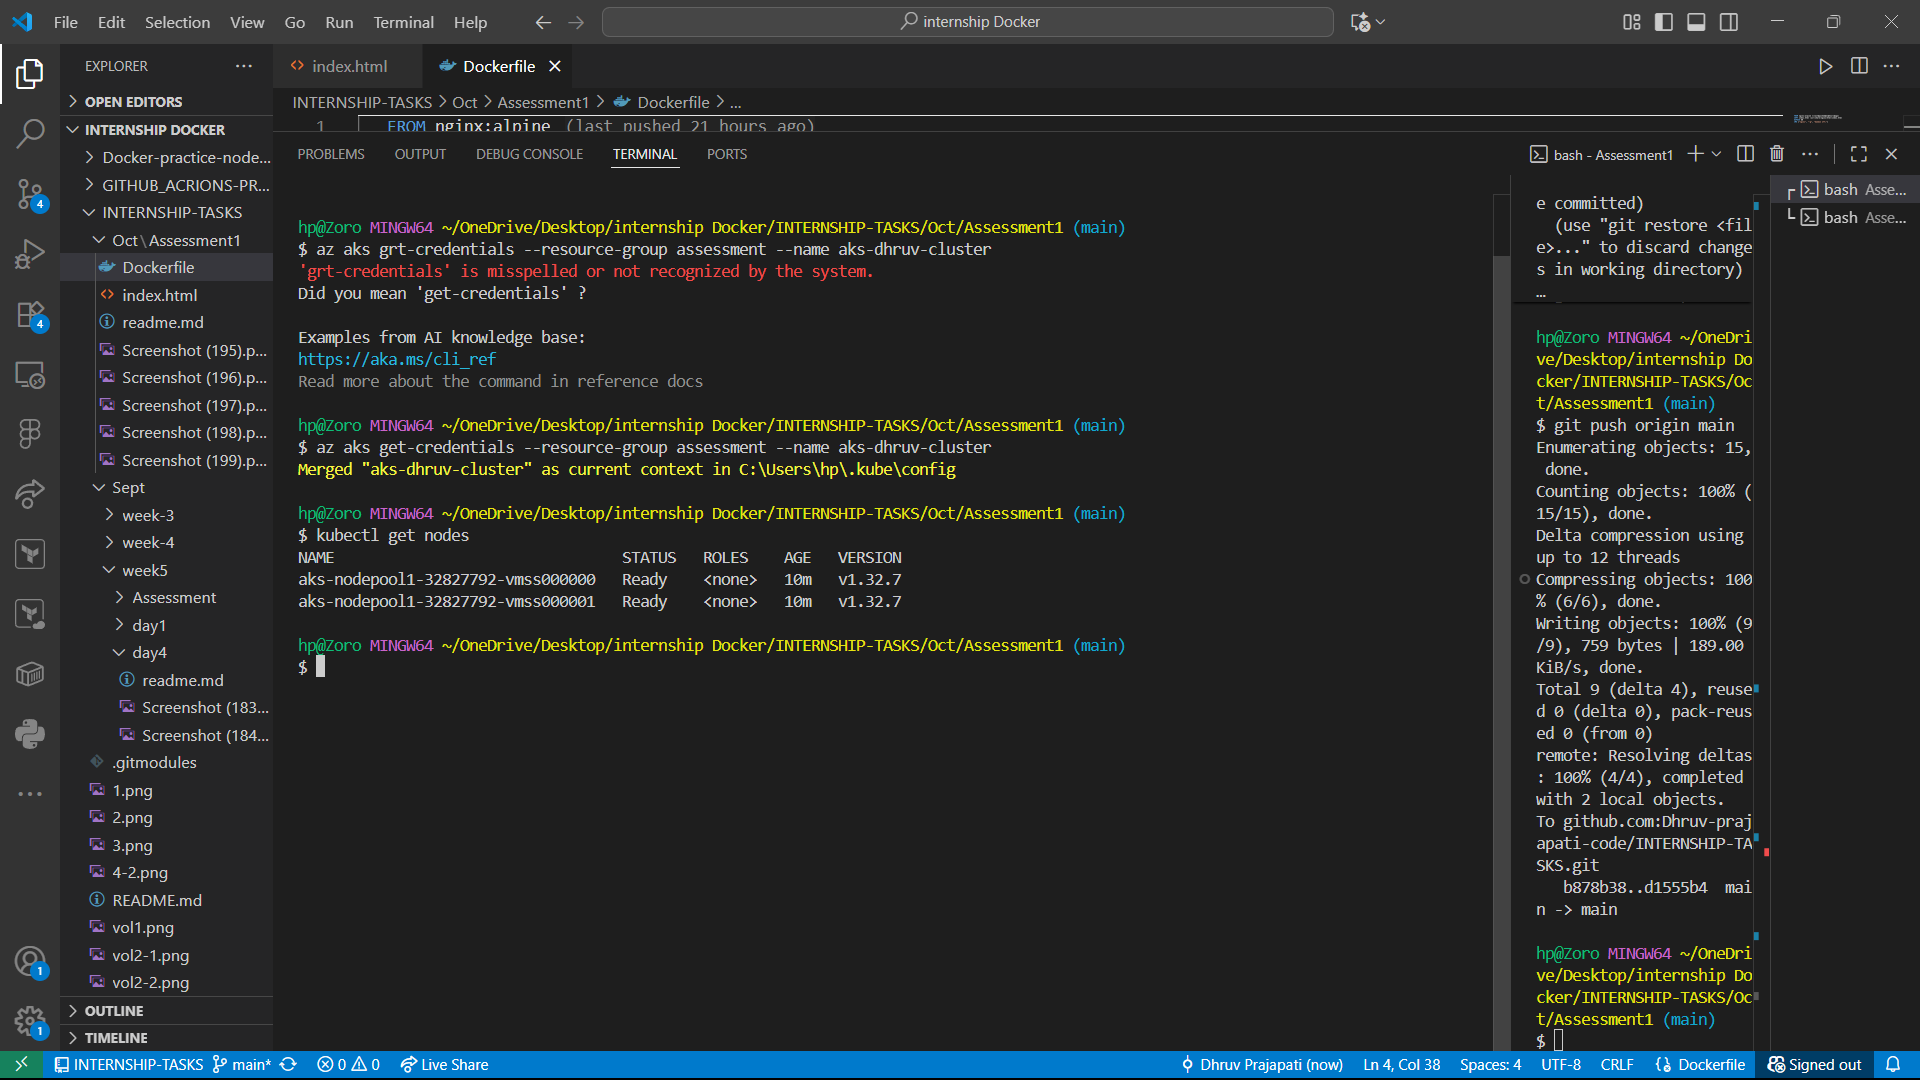 File Edit Selection View Go Run Terminal Help
internship Docker
EXPLORER
OPEN EDITORS
INTERNSHIP DOCKER
Docker-practice-node...
GITHUB_ACRIONS-PR...
INTERNSHIP-TASKS
Oct\Assessment1
Dockerfile
index.html
readme.md
Screenshot (195).p...
Screenshot (196).p...
Screenshot (197).p...
Screenshot (198).p...
Screenshot (199).p...
Sept
week-3
week-4
week5
Assessment
day1
day4
readme.md
Screenshot (183...
Screenshot (184...
.gitmodules
1.png
2.png
3.png
4-2.png
README.md
vol1.png
vol2-1.png
vol2-2.png
OUTLINE
TIMELINE
4
4
1
1
index.html
Dockerfile
INTERNSHIP-TASKS > Oct > Assessment1 > Dockerfile > ...
1 FROM nginx:alpine (last pushed 21 hours ago)
PROBLEMS OUTPUT DEBUG CONSOLE TERMINAL PORTS
bash - Assessment1
hp@Zoro MINGW64 ~/OneDrive/Desktop/internship Docker/INTERNSHIP-TASKS/Oct/Assessment1 (main)
$ az aks grt-credentials --resource-group assessment --name aks-dhruv-cluster
'grt-credentials' is misspelled or not recognized by the system.
Did you mean 'get-credentials' ?
Examples from AI knowledge base:
https://aka.ms/cli_ref
Read more about the command in reference docs
hp@Zoro MINGW64 ~/OneDrive/Desktop/internship Docker/INTERNSHIP-TASKS/Oct/Assessment1 (main)
$ az aks get-credentials --resource-group assessment --name aks-dhruv-cluster
Merged "aks-dhruv-cluster" as current context in C:\Users\hp\.kube\config
hp@Zoro MINGW64 ~/OneDrive/Desktop/internship Docker/INTERNSHIP-TASKS/Oct/Assessment1 (main)
$ kubectl get nodes
NAME STATUS ROLES AGE VERSION
aks-nodepool1-32827792-vmss000000 Ready <none> 10m v1.32.7
aks-nodepool1-32827792-vmss000001 Ready <none> 10m v1.32.7
hp@Zoro MINGW64 ~/OneDrive/Desktop/internship Docker/INTERNSHIP-TASKS/Oct/Assessment1 (main)
$
e committed)
(use "git restore <fil
e>..." to discard change
s in working directory)
…
hp@Zoro MINGW64 ~/OneDri
ve/Desktop/internship Do
cker/INTERNSHIP-TASKS/Oc
t/Assessment1 (main)
$ git push origin main
Enumerating objects: 15,
done.
Counting objects: 100% (
15/15), done.
Delta compression using
up to 12 threads
Compressing objects: 100
% (6/6), done.
Writing objects: 100% (9
/9), 759 bytes | 189.00
KiB/s, done.
Total 9 (delta 4), reuse
d 0 (delta 0), pack-reus
ed 0 (from 0)
remote: Resolving deltas
: 100% (4/4), completed
with 2 local objects.
To github.com:Dhruv-praj
apati-code/INTERNSHIP-TA
SKS.git
b878b38..d1555b4 mai
n -> main
hp@Zoro MINGW64 ~/OneDri
ve/Desktop/internship Do
cker/INTERNSHIP-TASKS/Oc
t/Assessment1 (main)
$
bash Asse...
bash Asse...
INTERNSHIP-TASKS main* 0 0 Live Share
Dhruv Prajapati (now) Ln 4, Col 38 Spaces: 4 UTF-8 CRLF Dockerfile Signed out